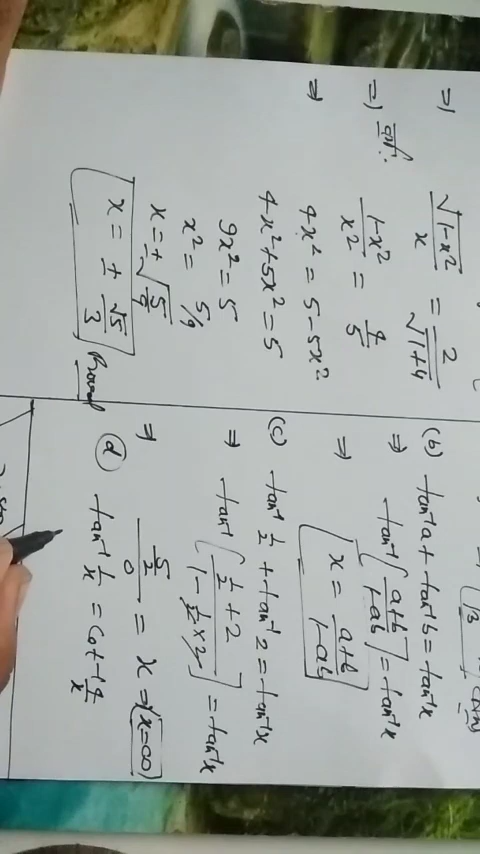 ⇒ √(1-x²)/x = 2/√(1+4)
⇒) वर्ग:
(1-x²)/x² = 4/5
⇒ 4x² = 5-5x²
4x²+5x² = 5
9x² = 5
x² = 5/9
x = ±√(5/9)
x = ± √5/3 Proved
(b) tan⁻¹a + tan⁻¹b = tan⁻¹x
⇒ tan⁻¹[(a+b)/(1-ab)] = tan⁻¹x
⇒ x = (a+b)/(1-ab)
(c) tan⁻¹ 1/2 + tan⁻¹ 2 = tan⁻¹x
⇒ tan⁻¹[(1/2 + 2)/(1 - 1/2×2)] = tan⁻¹x
⇒ (5/2)/0 = x ⇒ x=∞
(d) tan⁻¹ 1/x = Cot⁻¹